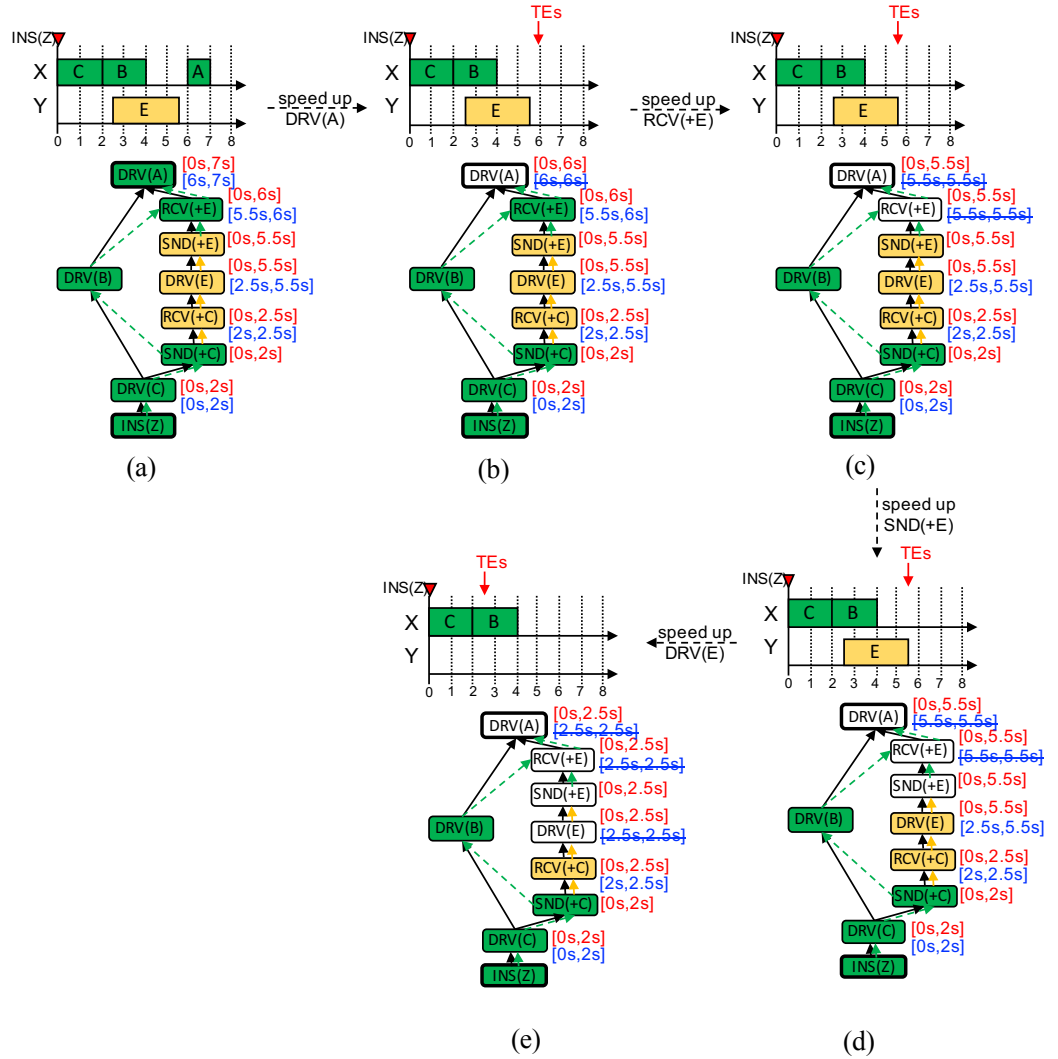 INS(Z)
X
C
B
A
Y
E
0 1 2 3 4 5 6 7 8
DRV(A)
[0s,7s]
[6s,7s]
RCV(+E)
[0s,6s]
[5.5s,6s]
SND(+E)
[0s,5.5s]
DRV(E)
[0s,5.5s]
[2.5s,5.5s]
DRV(B)
RCV(+C)
[0s,2.5s]
[2s,2.5s]
SND(+C)
[0s,2s]
DRV(C)
[0s,2s]
[0s,2s]
INS(Z)
(a)
speed up
DRV(A)
TEs
INS(Z)
X
C
B
Y
E
0 1 2 3 4 5 6 7 8
DRV(A)
[0s,6s]
[6s,6s]
RCV(+E)
[0s,6s]
[5.5s,6s]
SND(+E)
[0s,5.5s]
DRV(E)
[0s,5.5s]
[2.5s,5.5s]
DRV(B)
RCV(+C)
[0s,2.5s]
[2s,2.5s]
SND(+C)
[0s,2s]
DRV(C)
[0s,2s]
[0s,2s]
INS(Z)
(b)
speed up
RCV(+E)
TEs
INS(Z)
X
C
B
Y
E
0 1 2 3 4 5 6 7 8
DRV(A)
[0s,6s]
[5.5s,5.5s]
RCV(+E)
[0s,5.5s]
[5.5s,5.5s]
SND(+E)
[0s,5.5s]
DRV(E)
[0s,5.5s]
[2.5s,5.5s]
DRV(B)
RCV(+C)
[0s,2.5s]
[2s,2.5s]
SND(+C)
[0s,2s]
DRV(C)
[0s,2s]
[0s,2s]
INS(Z)
(c)
speed up
SND(+E)
TEs
INS(Z)
X
C
B
Y
E
0 1 2 3 4 5 6 7 8
DRV(A)
[0s,5.5s]
[5.5s,5.5s]
RCV(+E)
[0s,5.5s]
[5.5s,5.5s]
SND(+E)
[0s,5.5s]
DRV(E)
[0s,5.5s]
[2.5s,5.5s]
DRV(B)
RCV(+C)
[0s,2.5s]
[2s,2.5s]
SND(+C)
[0s,2s]
DRV(C)
[0s,2s]
[0s,2s]
INS(Z)
(d)
speed up
DRV(E)
TEs
INS(Z)
X
C
B
Y
0 1 2 3 4 5 6 7 8
DRV(A)
[0s,2.5s]
[2.5s,2.5s]
RCV(+E)
[0s,2.5s]
[2.5s,2.5s]
SND(+E)
[0s,2.5s]
DRV(E)
[0s,2.5s]
[2.5s,2.5s]
DRV(B)
RCV(+C)
[0s,2.5s]
[2s,2.5s]
SND(+C)
[0s,2s]
DRV(C)
[0s,2s]
[0s,2s]
INS(Z)
(e)